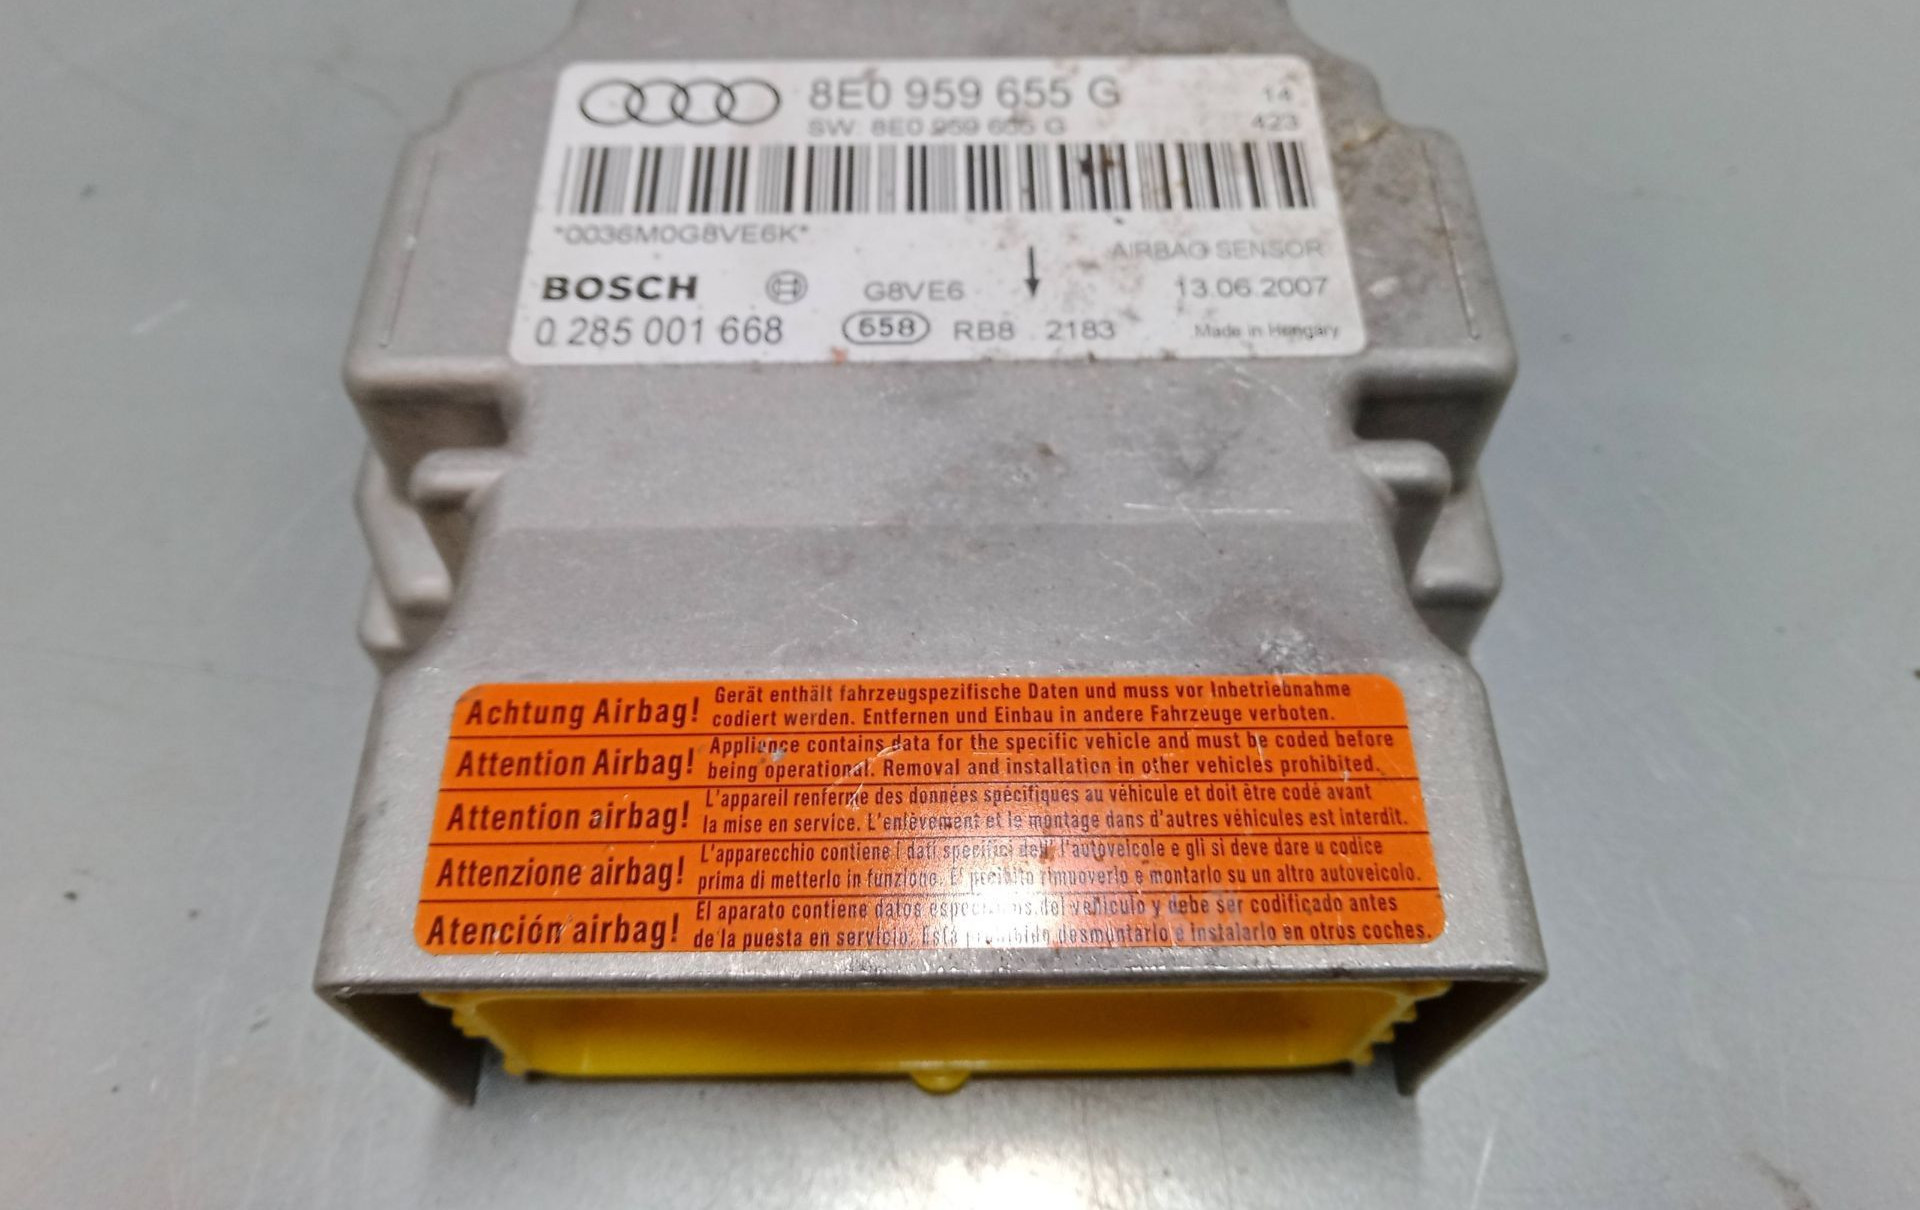 8E0 959 655 G
14
SW: 8E0 959 655 G
423
*0036M0G8VE6K*
AIRBAG SENSOR
BOSCH
G8VE6
13.06.2007
0 285 001 668
658
RB8
2183
Made in Hungary
Achtung Airbag!
Gerät enthält fahrzeugspezifische Daten und muss vor Inbetriebnahme
codiert werden. Entfernen und Einbau in andere Fahrzeuge verboten.
Attention Airbag!
Appliance contains data for the specific vehicle and must be coded before
being operational. Removal and installation in other vehicles prohibited.
Attention airbag!
L'appareil renferme des données spécifiques au véhicule et doit être codé avant
la mise en service. L'enlèvement et le montage dans d'autres véhicules est interdit.
Attenzione airbag!
L'apparecchio contiene i dati specifici dell' l'autoveicolo e gli si deve dare u codice
prima di metterlo in funzione. E' proibito rimuoverlo e montarlo su un altro autoveicolo.
Atención airbag!
El aparato contiene datos específicos del vehículo y debe ser codificado antes
de la puesta en servicio. Está prohibido desmontarlo e instalarlo en otros coches.